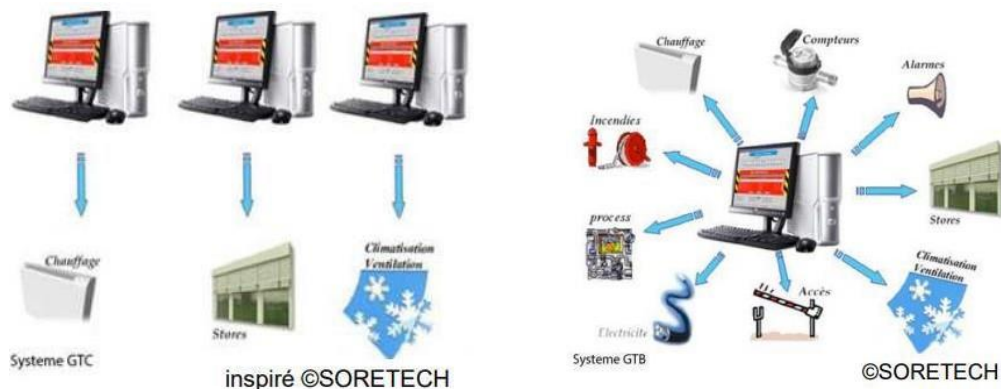 Chauffage
Stores
Climatisation
Ventilation
Systeme GTC
inspiré ©SORETECH
Chauffage
Compteurs
Alarmes
Incendies
Stores
process
Electricite
Accès
Climatisation
Ventilation
Systeme GTB
©SORETECH